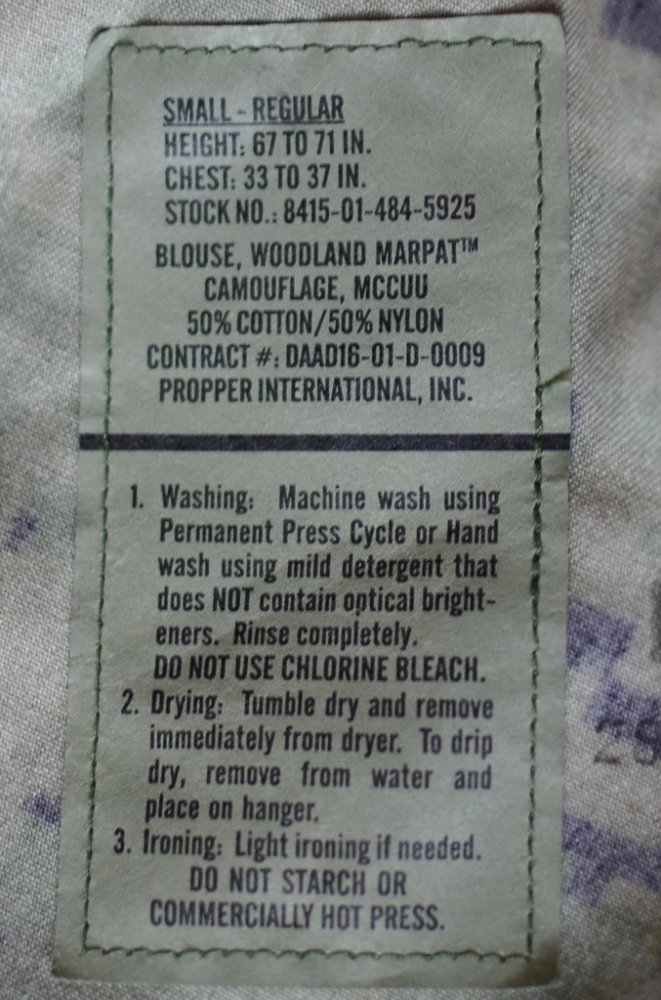 SMALL - REGULAR
HEIGHT: 67 TO 71 IN.
CHEST: 33 TO 37 IN.
STOCK NO.: 8415-01-484-5925
BLOUSE, WOODLAND MARPAT™
CAMOUFLAGE, MCCUU
50% COTTON/50% NYLON
CONTRACT #: DAAD16-01-D-0009
PROPPER INTERNATIONAL, INC.
1. Washing: Machine wash using
Permanent Press Cycle or Hand
wash using mild detergent that
does NOT contain optical bright-
eners. Rinse completely.
DO NOT USE CHLORINE BLEACH.
2. Drying: Tumble dry and remove
immediately from dryer. To drip
dry, remove from water and
place on hanger.
3. Ironing: Light ironing if needed.
DO NOT STARCH OR
COMMERCIALLY HOT PRESS.